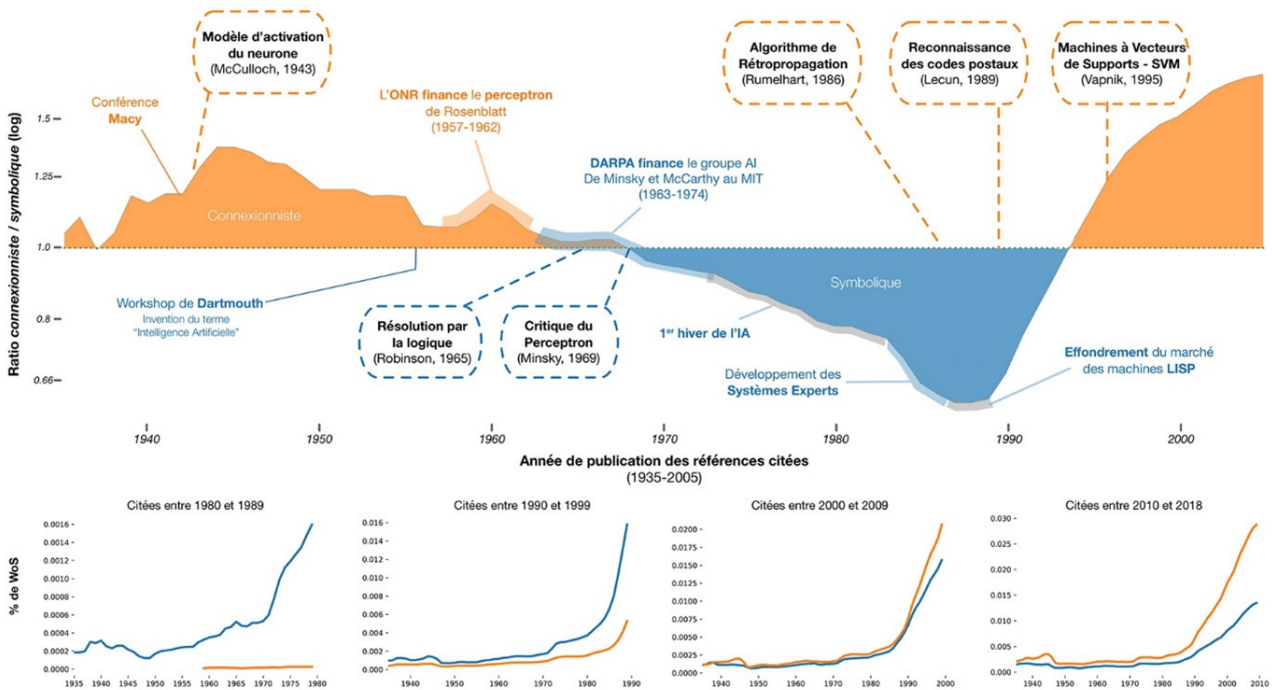 Modèle d'activation
du neurone
(McCulloch, 1943)
Conférence
Macy
L'ONR finance le perceptron
de Rosenblatt
(1957-1962)
DARPA finance le groupe AI
De Minsky et McCarthy au MIT
(1963-1974)
Algorithme de
Rétropropagation
(Rumelhart, 1986)
Reconnaissance
des codes postaux
(Lecun, 1989)
Machines à Vecteurs
de Supports - SVM
(Vapnik, 1995)
Ratio connexionniste / symbolique (log)
1.5
1.25
1.0
0.8
0.66
Connexionniste
Symbolique
Workshop de Dartmouth
Invention du terme
"Intelligence Artificielle"
Résolution par
la logique
(Robinson, 1965)
Critique du
Perceptron
(Minsky, 1969)
1er hiver de l'IA
Développement des
Systèmes Experts
Effondrement du marché
des machines LISP
1940 1950 1960 1970 1980 1990 2000
Année de publication des références citées
(1935-2005)
% de WoS
Citées entre 1980 et 1989
0.0016
0.0014
0.0012
0.0010
0.0008
0.0006
0.0004
0.0002
0.0000
1935 1940 1945 1950 1955 1960 1965 1970 1975 1980
Citées entre 1990 et 1999
0.016
0.014
0.012
0.010
0.008
0.006
0.004
0.002
0.000
1940 1950 1960 1970 1980 1990
Citées entre 2000 et 2009
0.0200
0.0175
0.0150
0.0125
0.0100
0.0075
0.0050
0.0025
0.0000
1940 1950 1960 1970 1980 1990 2000
Citées entre 2010 et 2018
0.030
0.025
0.020
0.015
0.010
0.005
0.000
1940 1950 1960 1970 1980 1990 2000 2010